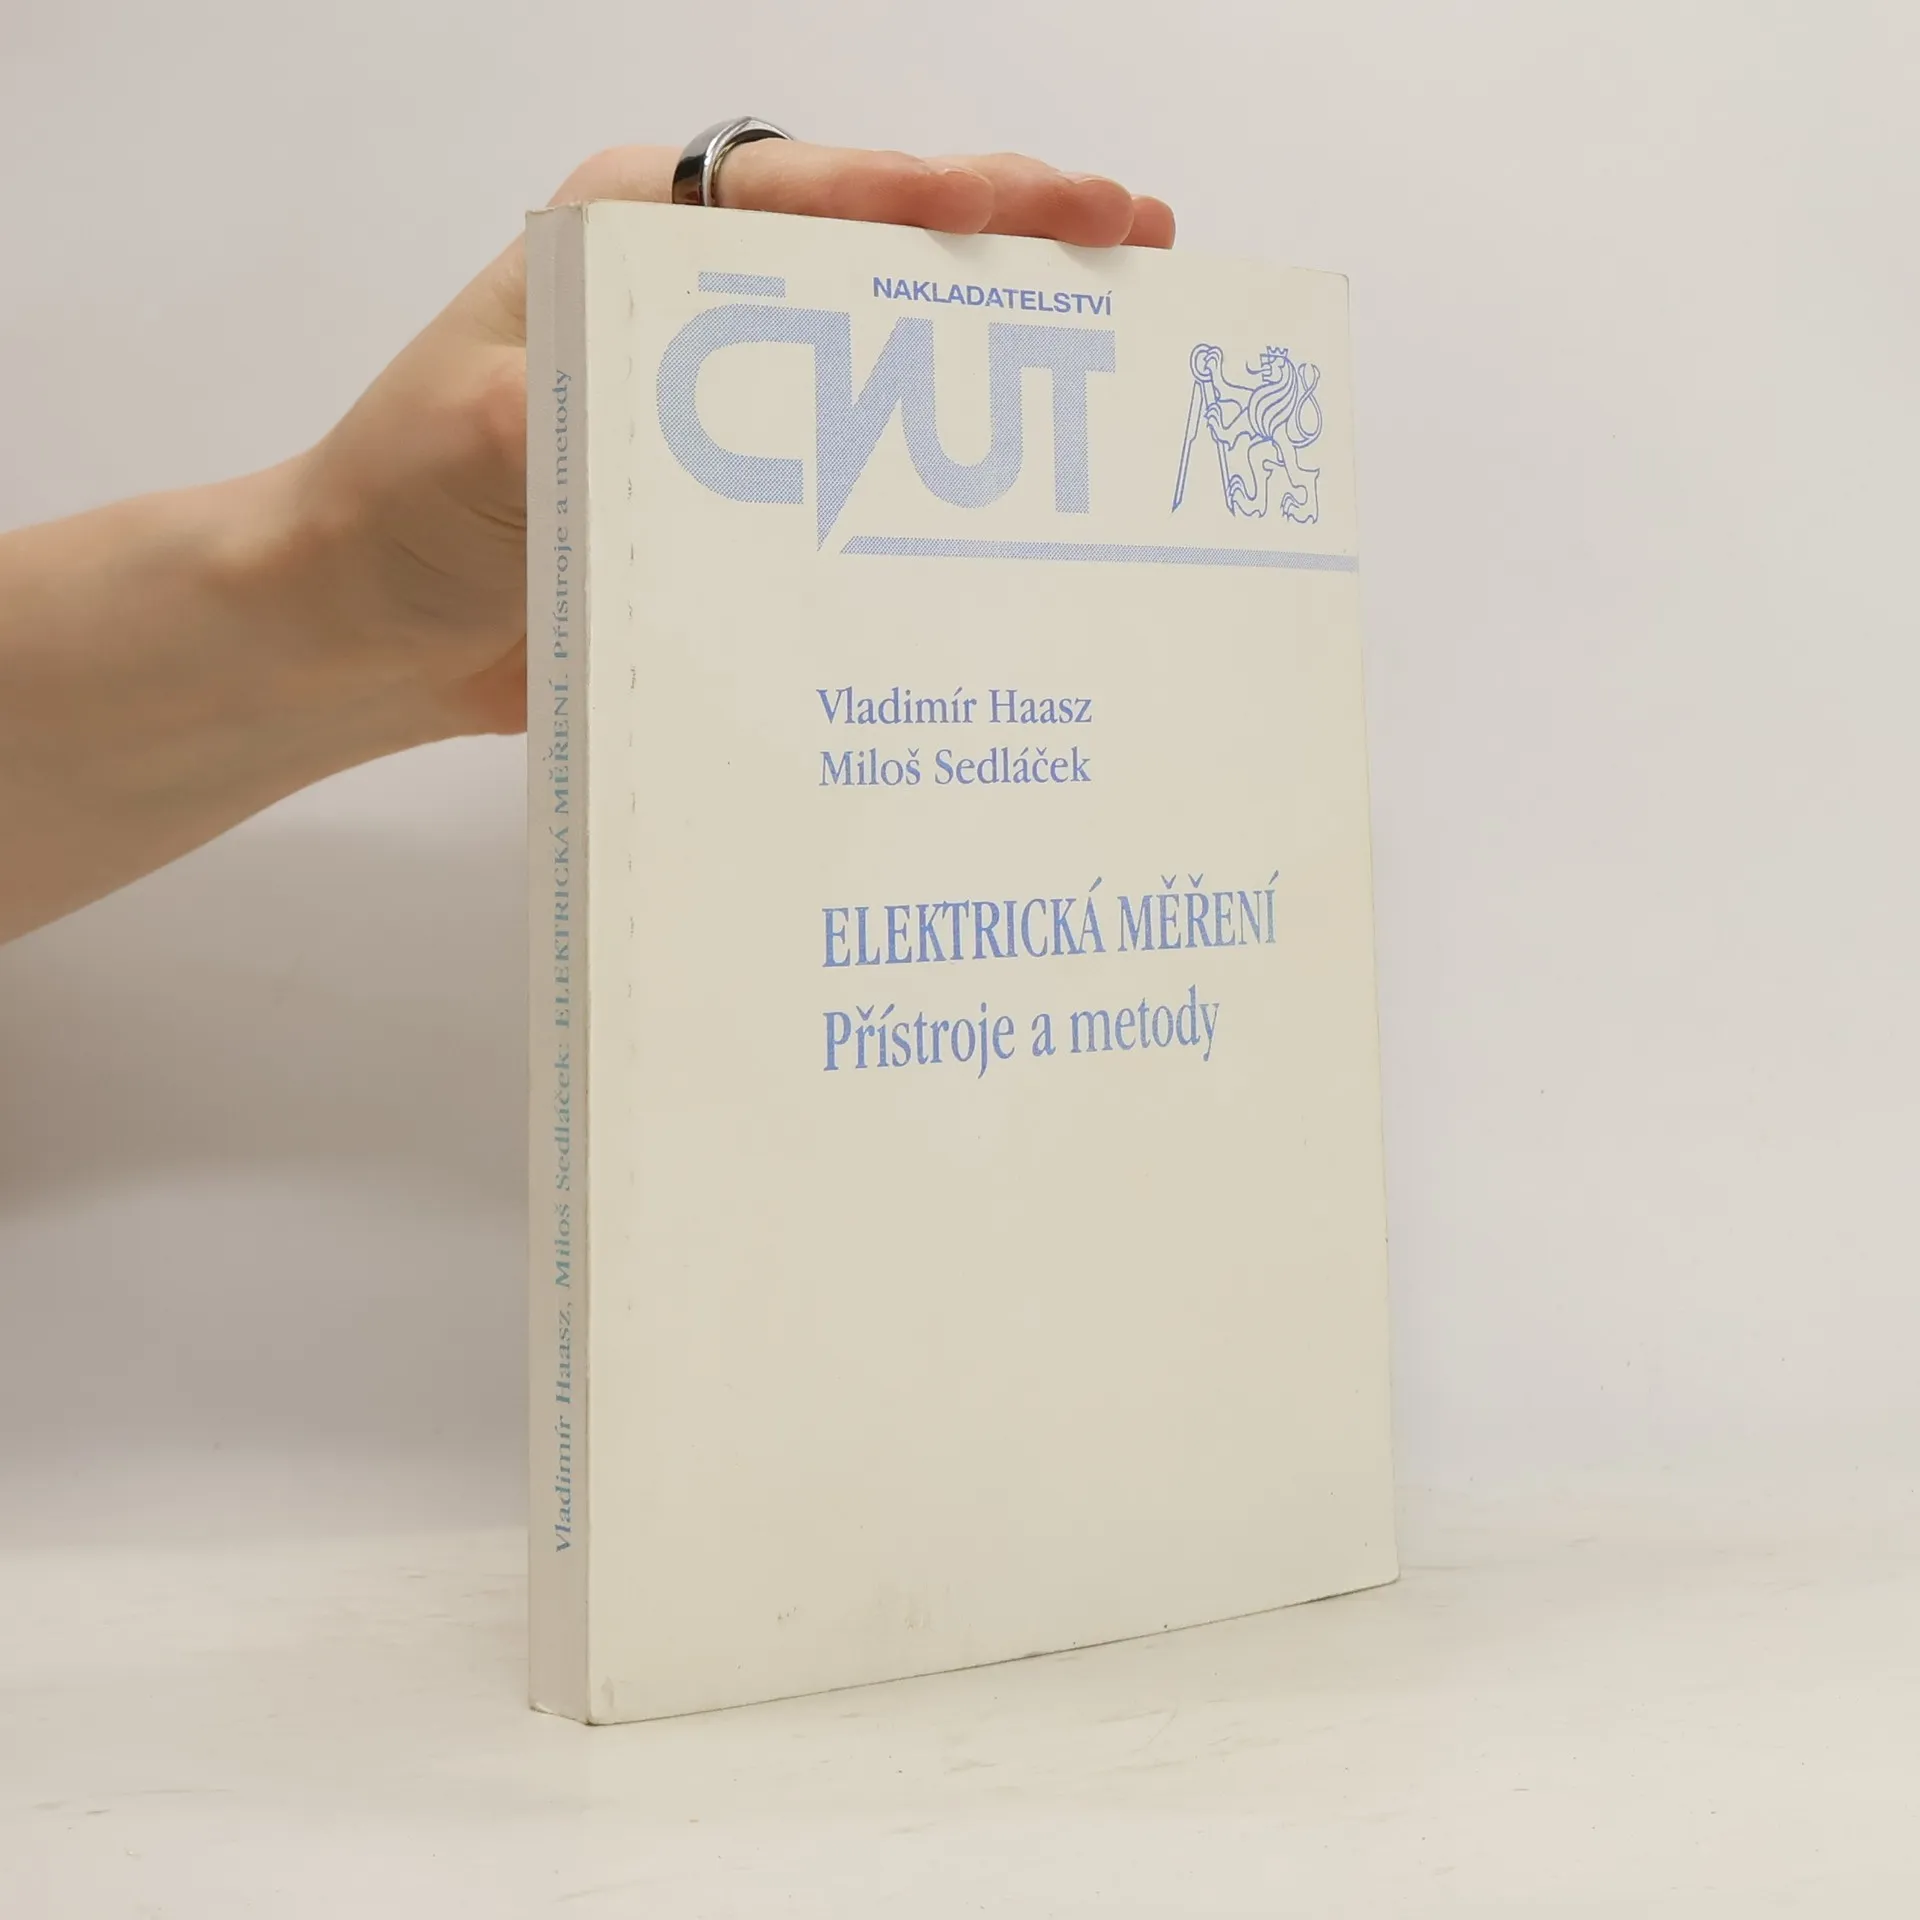 NAKLADATELSTVÍ
ČVUT
Vladimír Haasz
Miloš Sedláček
ELEKTRICKÁ MĚŘENÍ
Přístroje a metody
Vladimír Haasz, Miloš Sedláček: ELEKTRICKÁ MĚŘENÍ. Přístroje a metody